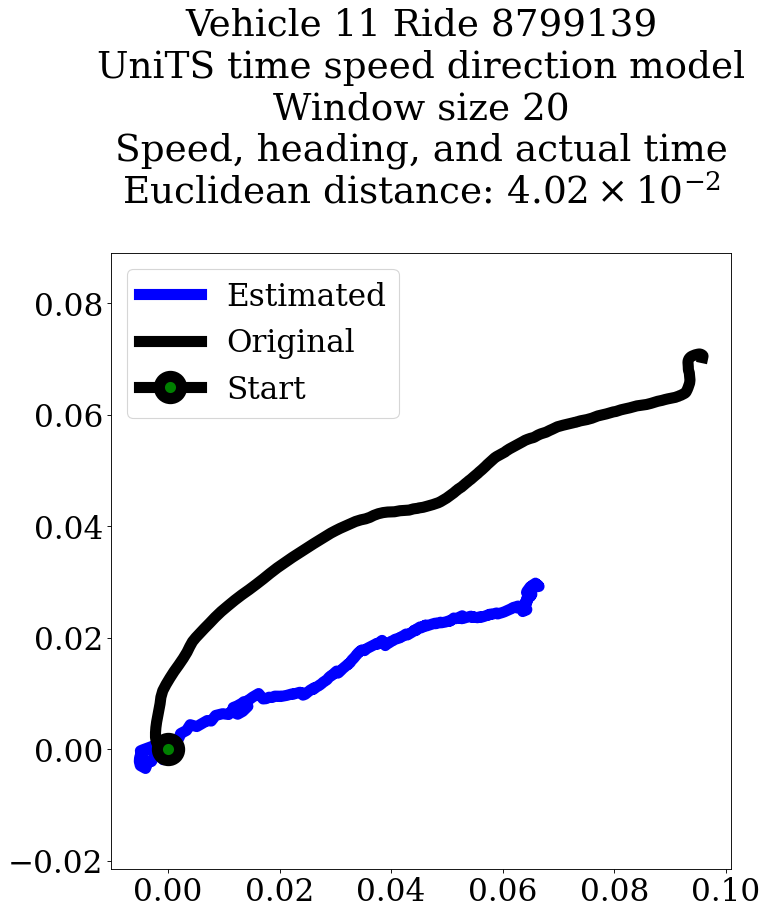 Vehicle 11 Ride 8799139
UniTS time speed direction model
Window size 20
Speed, heading, and actual time
Euclidean distance: 4.02 × 10⁻²
Estimated
Original
Start
0.08
0.06
0.04
0.02
0.00
−0.02
0.00 0.02 0.04 0.06 0.08 0.10